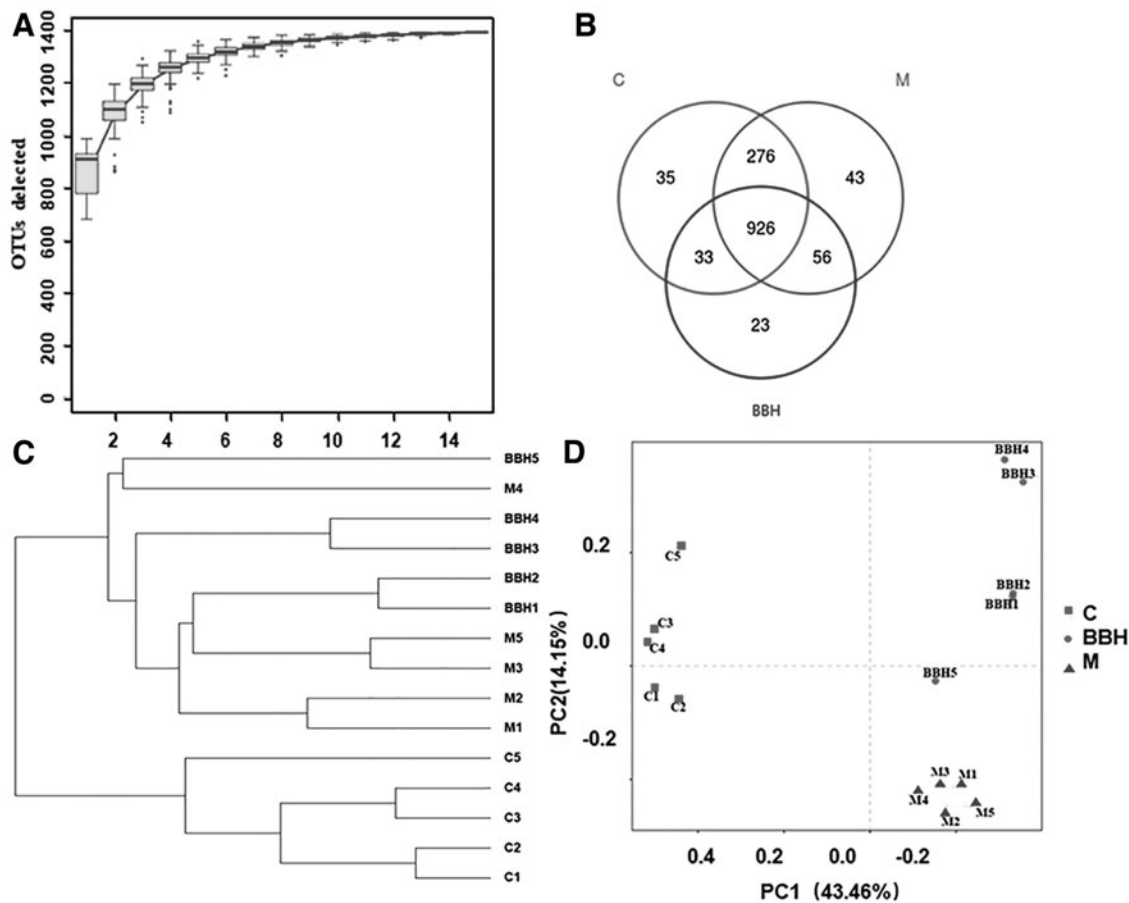 A
OTUs delected
1400
1200
1000
800
600
400
200
0
2 4 6 8 10 12 14
B
C
M
35
276
43
926
33
56
23
BBH
C
BBH5
M4
BBH4
BBH3
BBH2
BBH1
M5
M3
M2
M1
C5
C4
C3
C2
C1
D
PC2(14.15%)
0.2
0.0
-0.2
BBH4
BBH3
C5
BBH2
BBH1
C3
C4
BBH5
C1
C2
M3
M1
M4
M5
M2
0.4 0.2 0.0 -0.2
PC1 (43.46%)
C
BBH
M